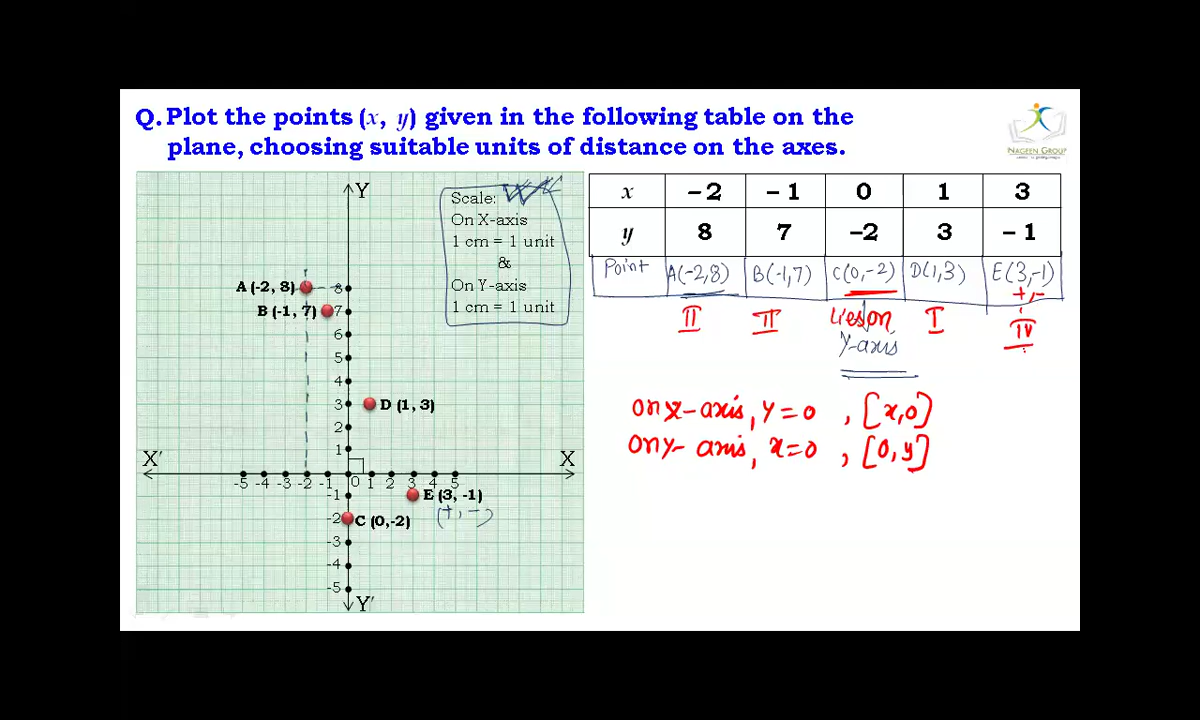 Q. Plot the points (x, y) given in the following table on the
plane, choosing suitable units of distance on the axes.
NAGEEN GROUP
x −2 −1 0 1 3
y 8 7 −2 3 −1
Point A(-2,8) B(-1,7) C(0,-2) D(1,3) E(3,-1)
+,-
II II Lies on I IV
Y-axis
on x-axis, y=0 , [x,0)
ony- axis, x=0 , [0,y]
Y
Scale:
On X-axis
1 cm = 1 unit
&
On Y-axis
1 cm = 1 unit
A (-2, 8) 8
B (-1, 7) 7
6
5
4
3 D (1, 3)
2
1
X′ X
-5 -4 -3 -2 -1 0 1 2 3 4 5
-1 E (3, -1)
(+, -)
-2 C (0,-2)
-3
-4
-5
Y′